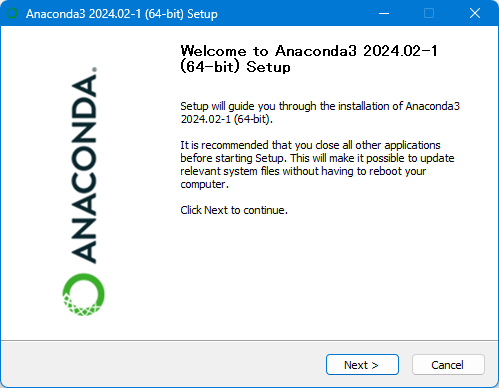 Anaconda3 2024.02-1 (64-bit) Setup
ANACONDA.
Welcome to Anaconda3 2024.02-1
(64-bit) Setup
Setup will guide you through the installation of Anaconda3
2024.02-1 (64-bit).
It is recommended that you close all other applications
before starting Setup. This will make it possible to update
relevant system files without having to reboot your
computer.
Click Next to continue.
Next >
Cancel